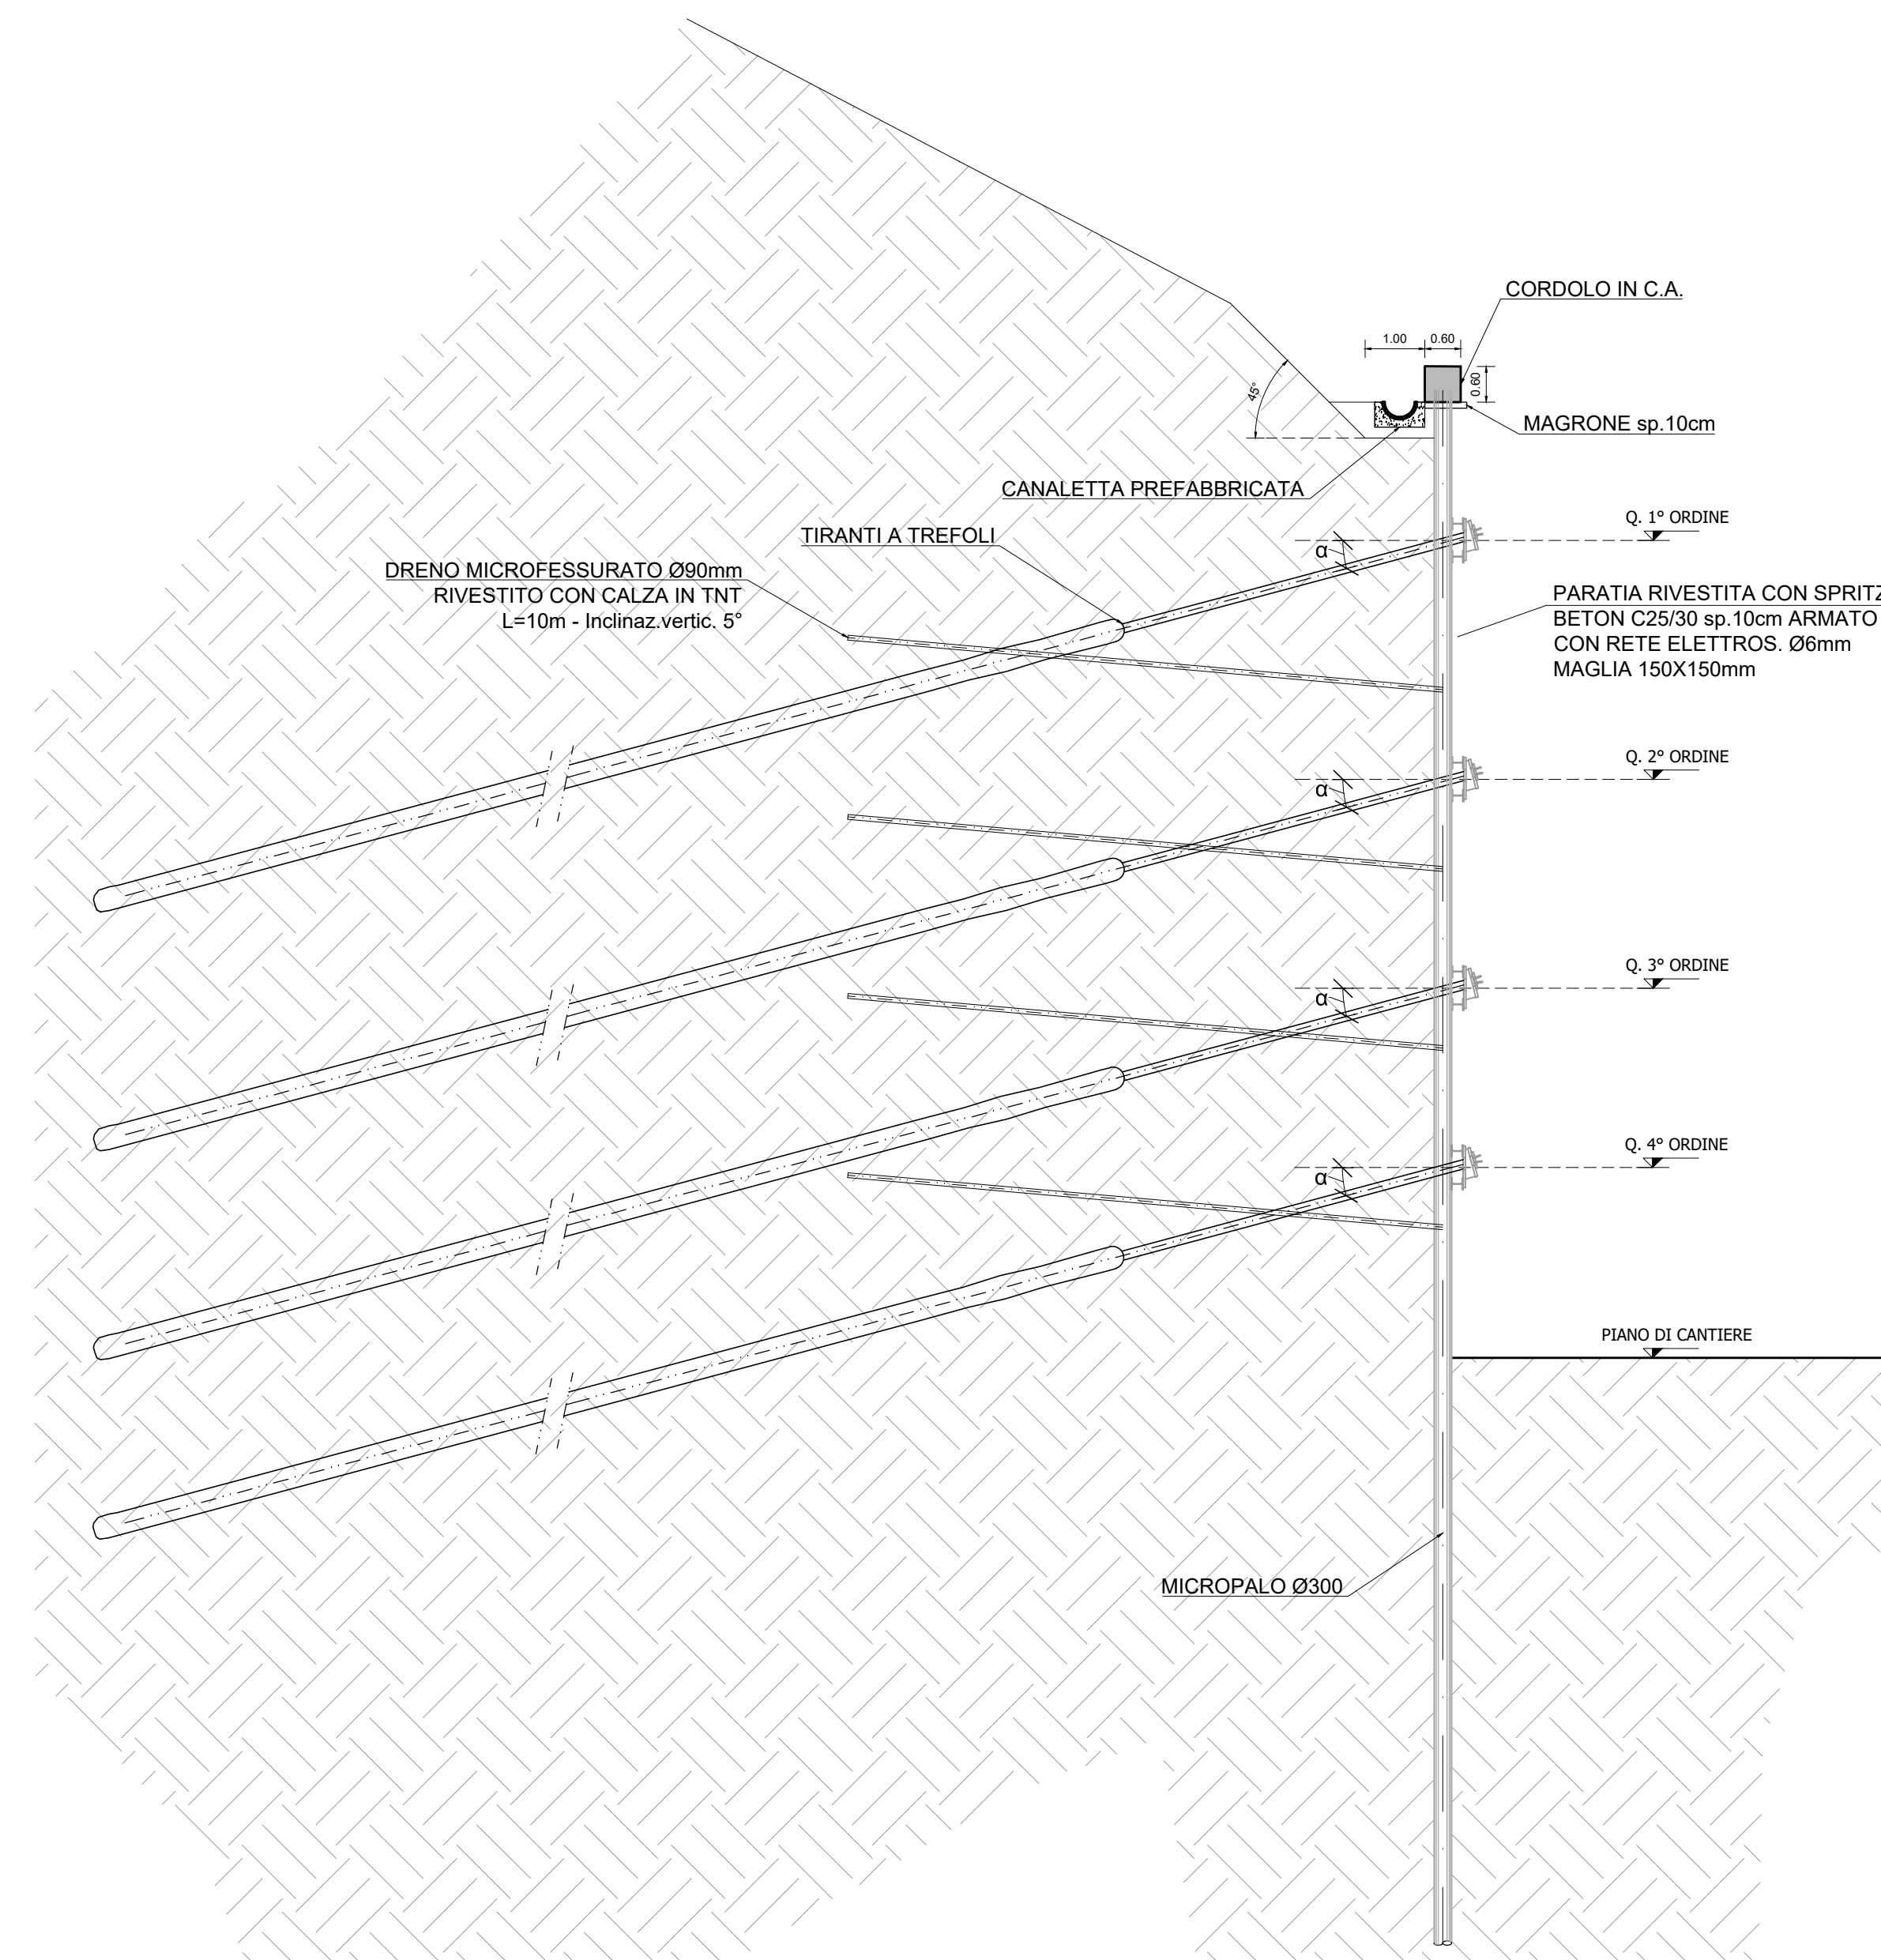 CORDOLO IN C.A.
1.00
0.60
0.60
45°
MAGRONE sp.10cm
CANALETTA PREFABBRICATA
Q. 1° ORDINE
TIRANTI A TREFOLI
α
DRENO MICROFESSURATO Ø90mm
RIVESTITO CON CALZA IN TNT
L=10m - Inclinaz.vertic. 5°
PARATIA RIVESTITA CON SPRITZ
BETON C25/30 sp.10cm ARMATO
CON RETE ELETTROS. Ø6mm
MAGLIA 150X150mm
Q. 2° ORDINE
α
Q. 3° ORDINE
α
Q. 4° ORDINE
α
PIANO DI CANTIERE
MICROPALO Ø300